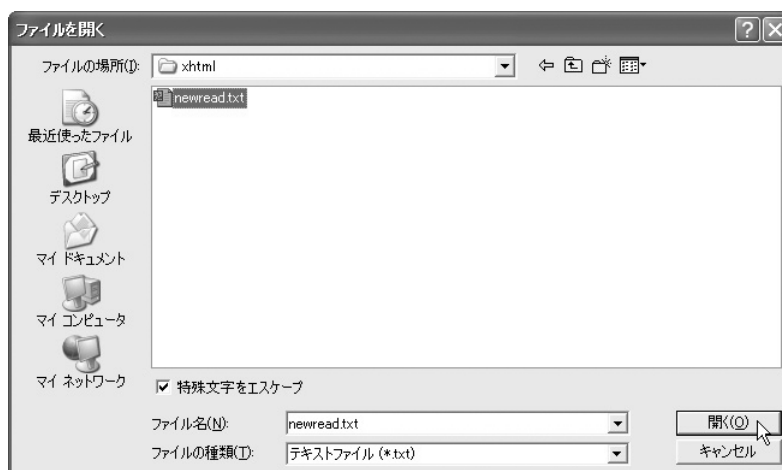 ファイルを開く
ファイルの場所(I):
xhtml
newread.txt
最近使ったファイル
デスクトップ
マイ ドキュメント
マイ コンピュータ
マイ ネットワーク
特殊文字をエスケープ
ファイル名(N):
newread.txt
開く(O)
ファイルの種類(T):
テキストファイル (*.txt)
キャンセル